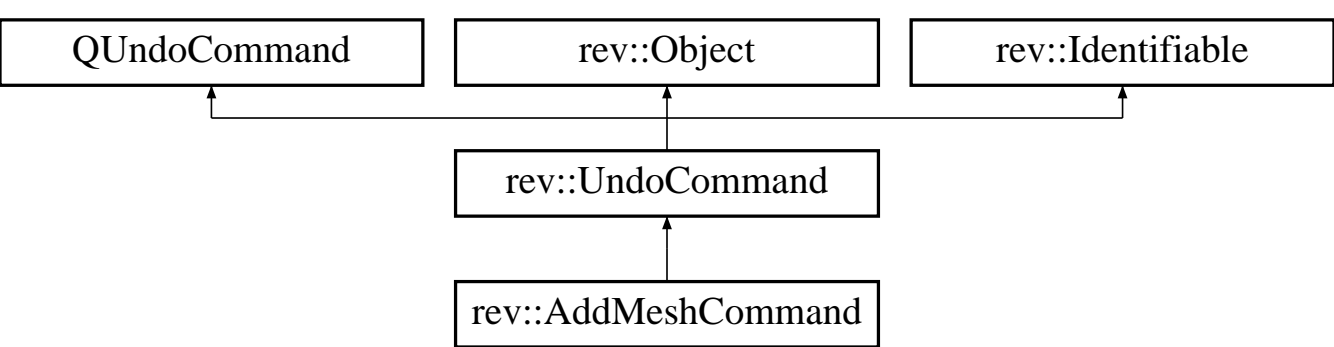 QUndoCommand
rev::Object
rev::Identifiable
rev::UndoCommand
rev::AddMeshCommand